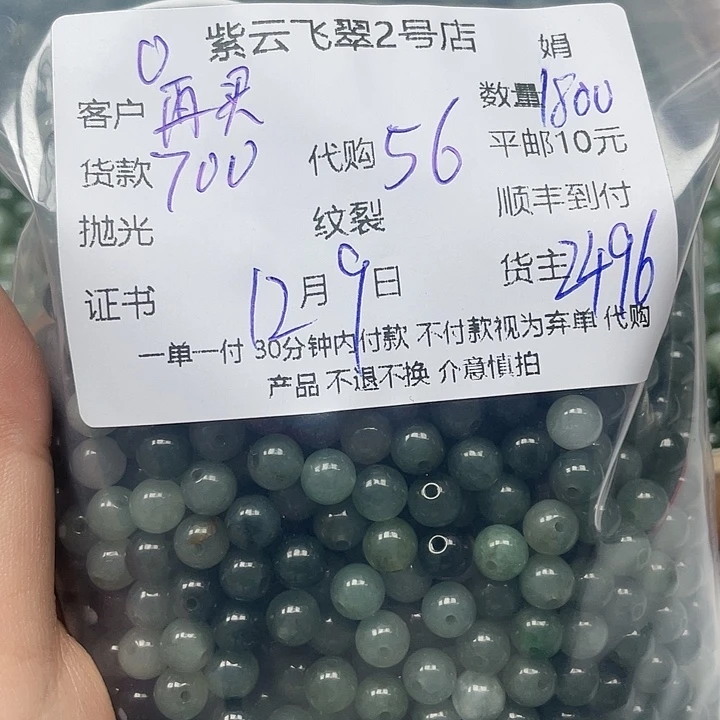 紫云飞翠2号店 娟
0
客户 再买 数量 1800
货款 700 代购 56 平邮10元
抛光 纹裂 顺丰到付
证书 12月9日 货主 2496
一单一付 30分钟内付款 不付款视为弃单 代购
产品 不退不换 介意慎拍